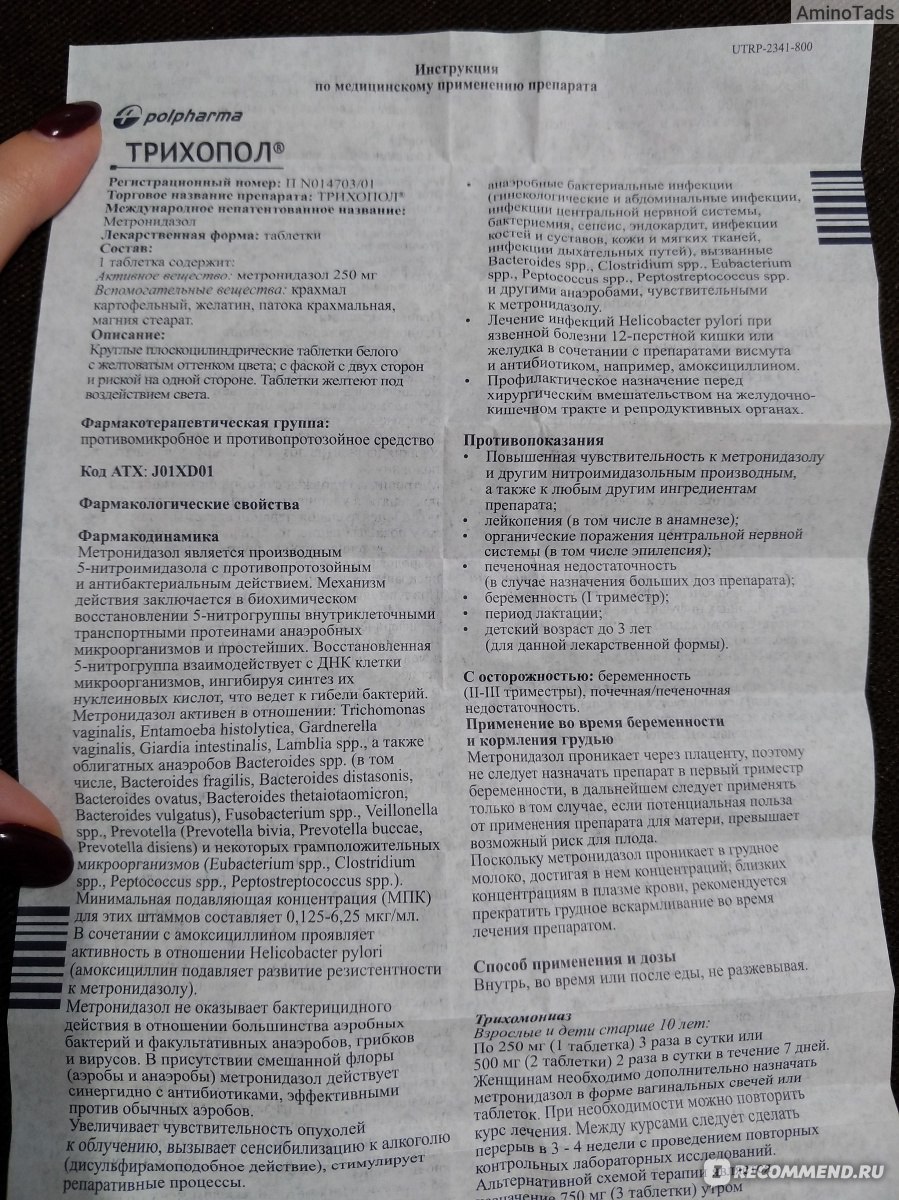 AminoTads
UTRP-2341-800
Инструкция
по медицинскому применению препарата
polpharma
ТРИХОПОЛ®
Регистрационный номер: П N014703/01
Торговое название препарата: ТРИХОПОЛ®
Международное непатентованное название:
Метронидазол
Лекарственная форма: таблетки
Состав:
1 таблетка содержит:
Активное вещество: метронидазол 250 мг
Вспомогательные вещества: крахмал
картофельный, желатин, патока крахмальная,
магния стеарат.
Описание:
Круглые плоскоцилиндрические таблетки белого
с желтоватым оттенком цвета; с фаской с двух сторон
и риской на одной стороне. Таблетки желтеют под
воздействием света.
Фармакотерапевтическая группа:
противомикробное и противопротозойное средство
Код АТХ: J01XD01
Фармакологические свойства
Фармакодинамика
Метронидазол является производным
5-нитроимидазола с противопротозойным
и антибактериальным действием. Механизм
действия заключается в биохимическом
восстановлении 5-нитрогруппы внутриклеточными
транспортными протеинами анаэробных
микроорганизмов и простейших. Восстановленная
5-нитрогруппа взаимодействует с ДНК клетки
микроорганизмов, ингибируя синтез их
нуклеиновых кислот, что ведет к гибели бактерий.
Метронидазол активен в отношении: Trichomonas
vaginalis, Entamoeba histolytica, Gardnerella
vaginalis, Giardia intestinalis, Lamblia spp., а также
облигатных анаэробов Bacteroides spp. (в том
числе, Bacteroides fragilis, Bacteroides distasonis,
Bacteroides ovatus, Bacteroides thetaiotaomicron,
Bacteroides vulgatus), Fusobacterium spp., Veillonella
spp., Prevotella (Prevotella bivia, Prevotella buccae,
Prevotella disiens) и некоторых грамположительных
микроорганизмов (Eubacterium spp., Clostridium
spp., Peptococcus spp., Peptostreptococcus spp.).
Минимальная подавляющая концентрация (МПК)
для этих штаммов составляет 0,125-6,25 мкг/мл.
В сочетании с амоксициллином проявляет
активность в отношении Helicobacter pylori
(амоксициллин подавляет развитие резистентности
к метронидазолу).
Метронидазол не оказывает бактерицидного
действия в отношении большинства аэробных
бактерий и факультативных анаэробов, грибков
и вирусов. В присутствии смешанной флоры
(аэробы и анаэробы) метронидазол действует
синергидно с антибиотиками, эффективными
против обычных аэробов.
Увеличивает чувствительность опухолей
к облучению, вызывает сенсибилизацию к алкоголю
(дисульфирамоподобное действие), стимулирует
репаративные процессы.
• анаэробные бактериальные инфекции
(гинекологические и абдоминальные инфекции,
инфекции центральной нервной системы,
бактериемия, сепсис, эндокардит, инфекции
костей и суставов, кожи и мягких тканей,
инфекции дыхательных путей), вызванные
Bacteroides spp., Clostridium spp., Eubacterium
spp., Peptococcus spp., Peptostreptococcus spp.
и другими анаэробами, чувствительными
к метронидазолу.
• Лечение инфекций Helicobacter pylori при
язвенной болезни 12-перстной кишки или
желудка в сочетании с препаратами висмута
и антибиотиком, например, амоксициллином.
• Профилактическое назначение перед
хирургическим вмешательством на желудочно-
кишечном тракте и репродуктивных органах.
Противопоказания
• Повышенная чувствительность к метронидазолу
и другим нитроимидазольным производным,
а также к любым другим ингредиентам
препарата;
• лейкопения (в том числе в анамнезе);
• органические поражения центральной нервной
системы (в том числе эпилепсия);
• печеночная недостаточность
(в случае назначения больших доз препарата);
• беременность (I триместр);
• период лактации;
• детский возраст до 3 лет
(для данной лекарственной формы).
С осторожностью: беременность
(II-III триместры), почечная/печеночная
недостаточность.
Применение во время беременности
и кормления грудью
Метронидазол проникает через плаценту, поэтому
не следует назначать препарат в первый триместр
беременности, в дальнейшем следует применять
только в том случае, если потенциальная польза
от применения препарата для матери, превышает
возможный риск для плода.
Поскольку метронидазол проникает в грудное
молоко, достигая в нем концентраций, близких
концентрациям в плазме крови, рекомендуется
прекратить грудное вскармливание во время
лечения препаратом.
Способ применения и дозы
Внутрь, во время или после еды, не разжевывая.
Трихомониаз
Взрослые и дети старше 10 лет:
По 250 мг (1 таблетка) 3 раза в сутки или
500 мг (2 таблетки) 2 раза в сутки в течение 7 дней.
Женщинам необходимо дополнительно назначать
метронидазол в форме вагинальных свечей или
таблеток. При необходимости можно повторить
курс лечения. Между курсами следует сделать
перерыв в 3 - 4 недели с проведением повторных
контрольных лабораторных исследований.
Альтернативной схемой терапии
назначение 750 мг (3 таблетки) утром
IRECOMMEND.RU